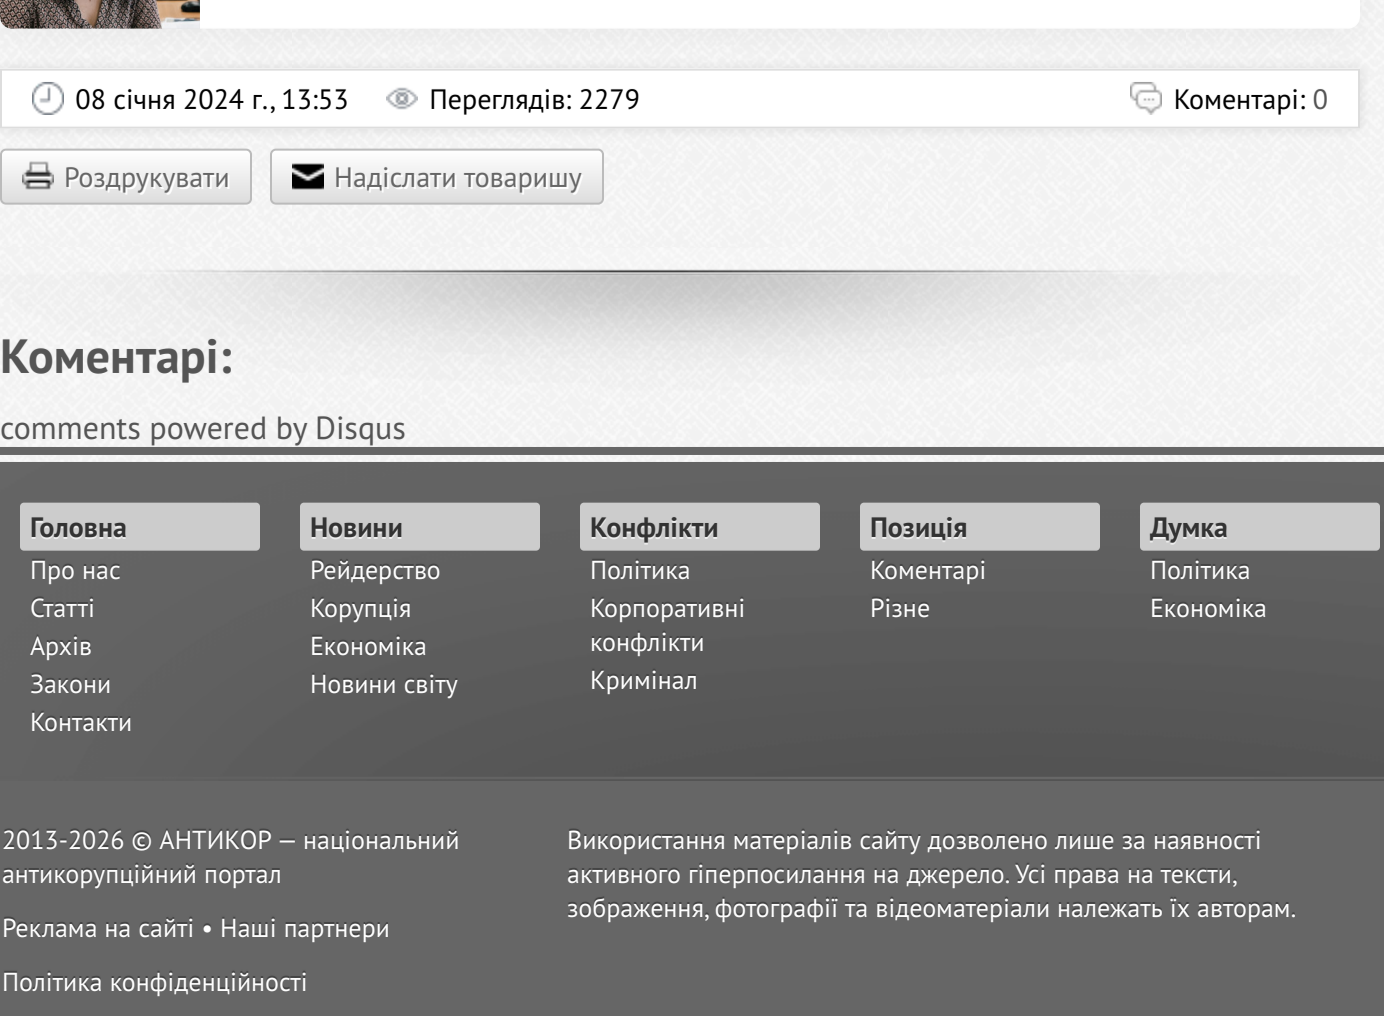 08 січня 2024 г., 13:53 Переглядів: 2279 Коментарі: 0
Роздрукувати Надіслати товаришу
Коментарі:
comments powered by Disqus
Головна
Про нас
Статті
Архів
Закони
Контакти
Новини
Рейдерство
Корупція
Економіка
Новини світу
Конфлікти
Політика
Корпоративні
конфлікти
Кримінал
Позиція
Коментарі
Різне
Думка
Політика
Економіка
2013-2026 © АНТИКОР — національний
антикорупційний портал
Реклама на сайті • Наші партнери
Політика конфіденційності
Використання матеріалів сайту дозволено лише за наявності
активного гіперпосилання на джерело. Усі права на тексти,
зображення, фотографії та відеоматеріали належать їх авторам.